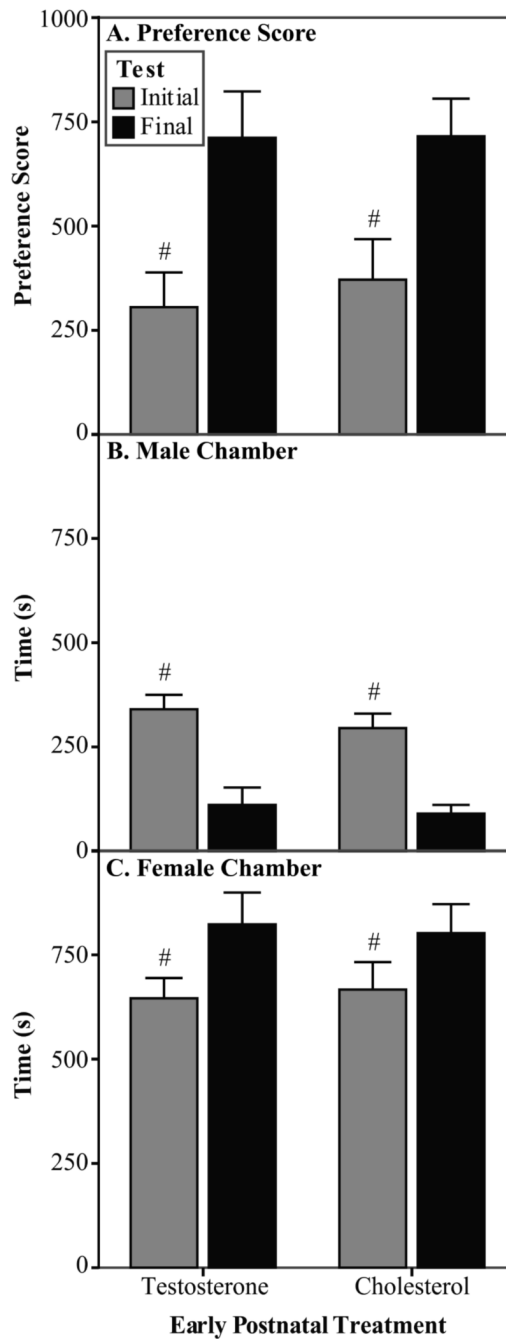 1000
A. Preference Score
Test
Initial
Final
750
500
250
0
Preference Score
#
#
B. Male Chamber
750
500
250
0
Time (s)
#
#
C. Female Chamber
750
500
250
0
Time (s)
#
#
Testosterone
Cholesterol
Early Postnatal Treatment